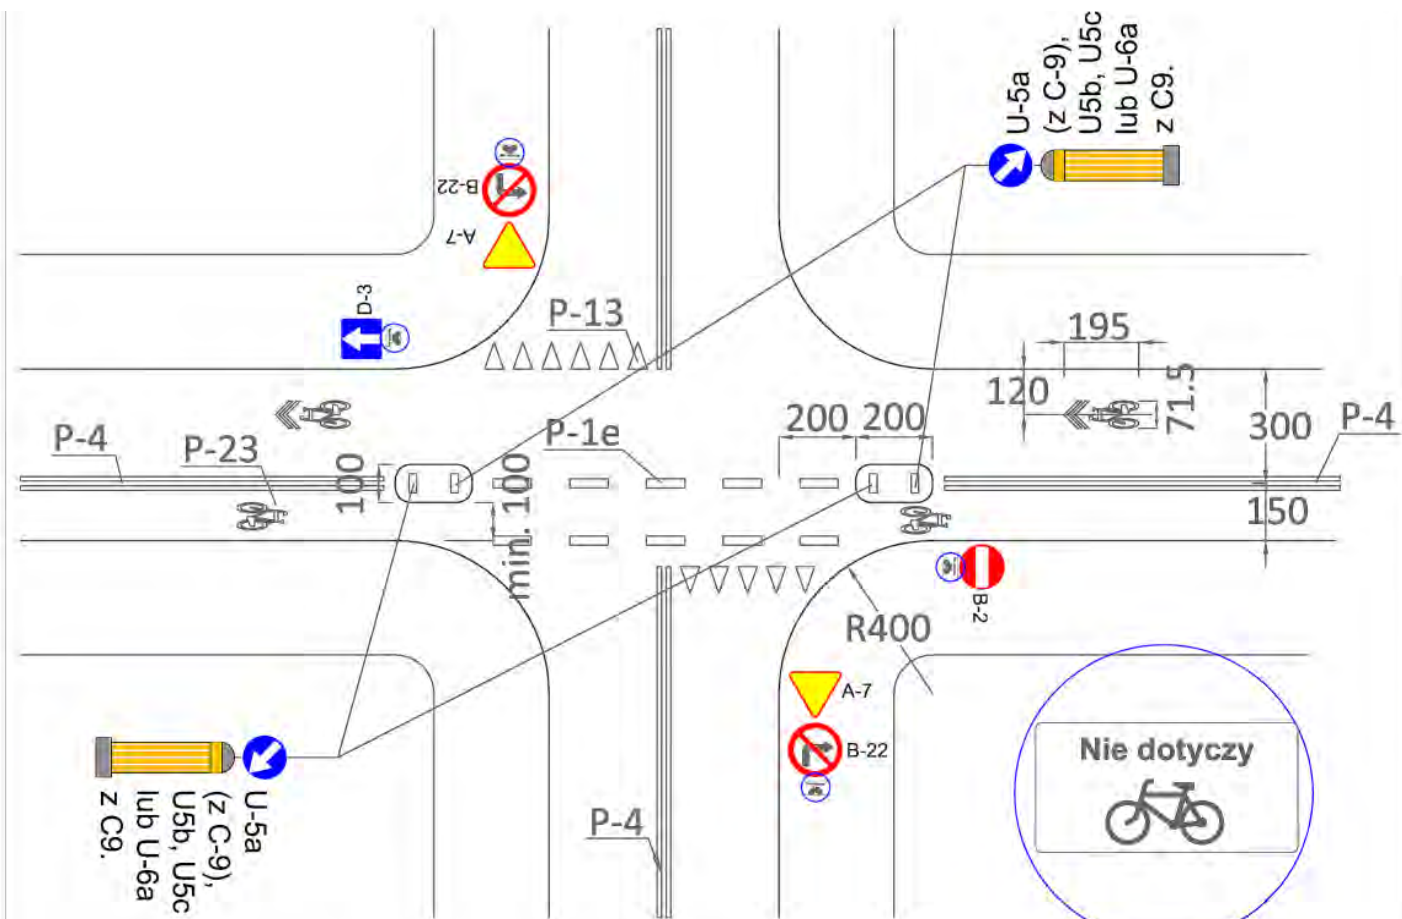 U-5a
(z C-9),
U5b, U5c
lub U-6a
z C9.
B-22
A-7
D-3
P-13
195
120
71.5
200
200
P-1e
300
P-4
P-4
P-23
100
min. 100
150
B-2
R400
A-7
B-22
P-4
Nie dotyczy
U-5a
(z C-9),
U5b, U5c
lub U-6a
z C9.